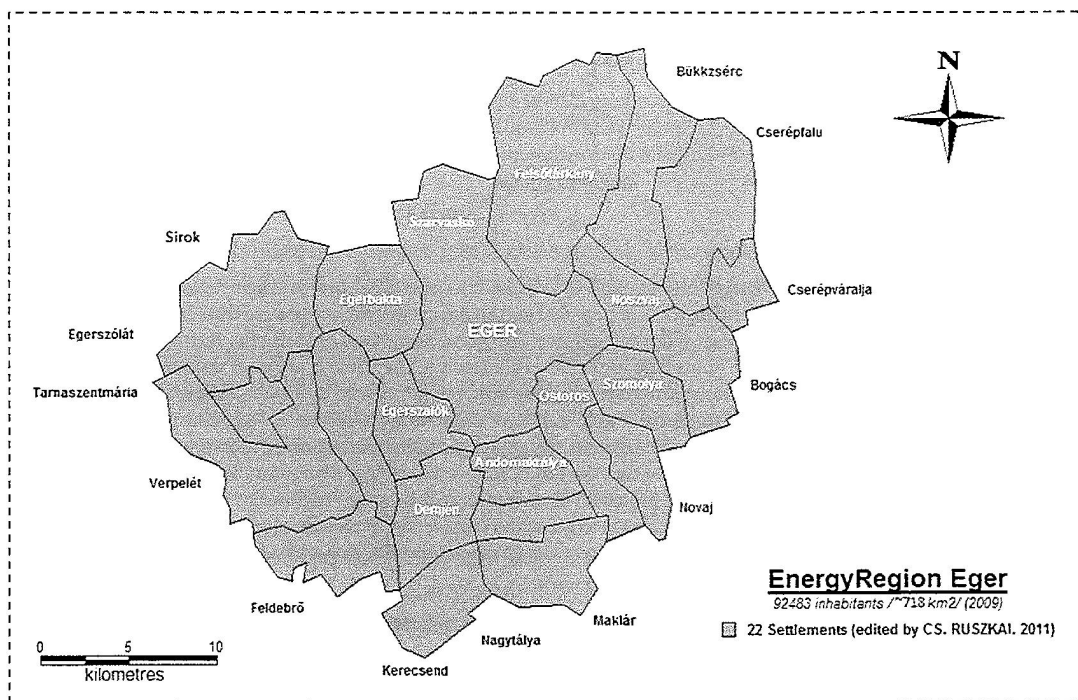 N
Bükkzsérc
Cserépfalu
Felsőtárkány
Szarvaskő
Sirok
Egerbakta
Noszvaj
Cserépváralja
EGER
Egerszólát
Tarnaszentmária
Bogács
Szomolya
Ostoros
Egerszalók
Andornaktálya
Verpelét
Demjén
Novaj
EnergyRegion Eger
92483 inhabitants /~718 km2/ (2009)
Feldebrő
Maklár
22 Settlements (edited by CS. RUSZKAI. 2011)
Nagytálya
0 5 10
kilometres
Kerecsend